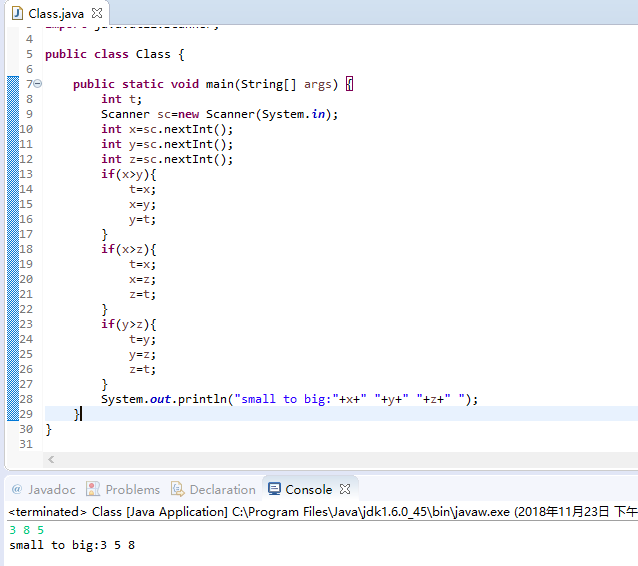 Class.java
4
5 public class Class {
6
7 public static void main(String[] args) {
8 int t;
9 Scanner sc=new Scanner(System.in);
10 int x=sc.nextInt();
11 int y=sc.nextInt();
12 int z=sc.nextInt();
13 if(x>y){
14 t=x;
15 x=y;
16 y=t;
17 }
18 if(x>z){
19 t=x;
20 x=z;
21 z=t;
22 }
23 if(y>z){
24 t=y;
25 y=z;
26 z=t;
27 }
28 System.out.println("small to big:"+x+" "+y+" "+z+" ");
29 }
30 }
31
@ Javadoc Problems Declaration Console
<terminated> Class [Java Application] C:\Program Files\Java\jdk1.6.0_45\bin\javaw.exe (2018年11月23日 下午
3 8 5
small to big:3 5 8